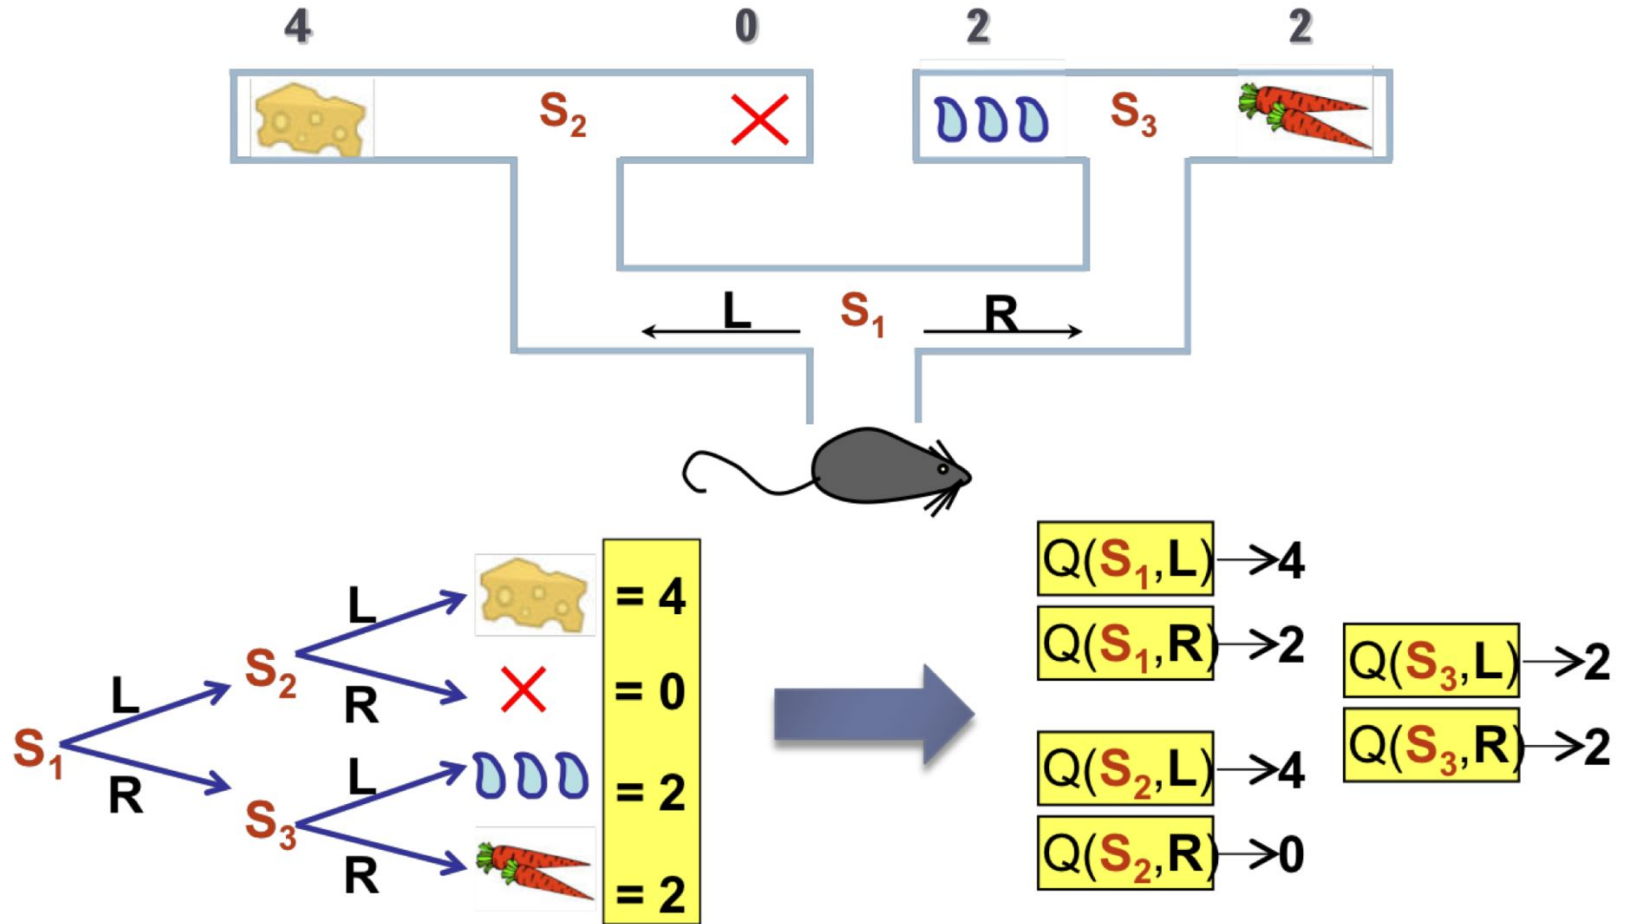 4 0 2 2
S2 S3
L S1 R
L = 4
S2
R = 0
L
S1
R
L = 2
S3
R = 2
Q(S1,L) 4
Q(S1,R) 2
Q(S2,L) 4
Q(S2,R) 0
Q(S3,L) 2
Q(S3,R) 2